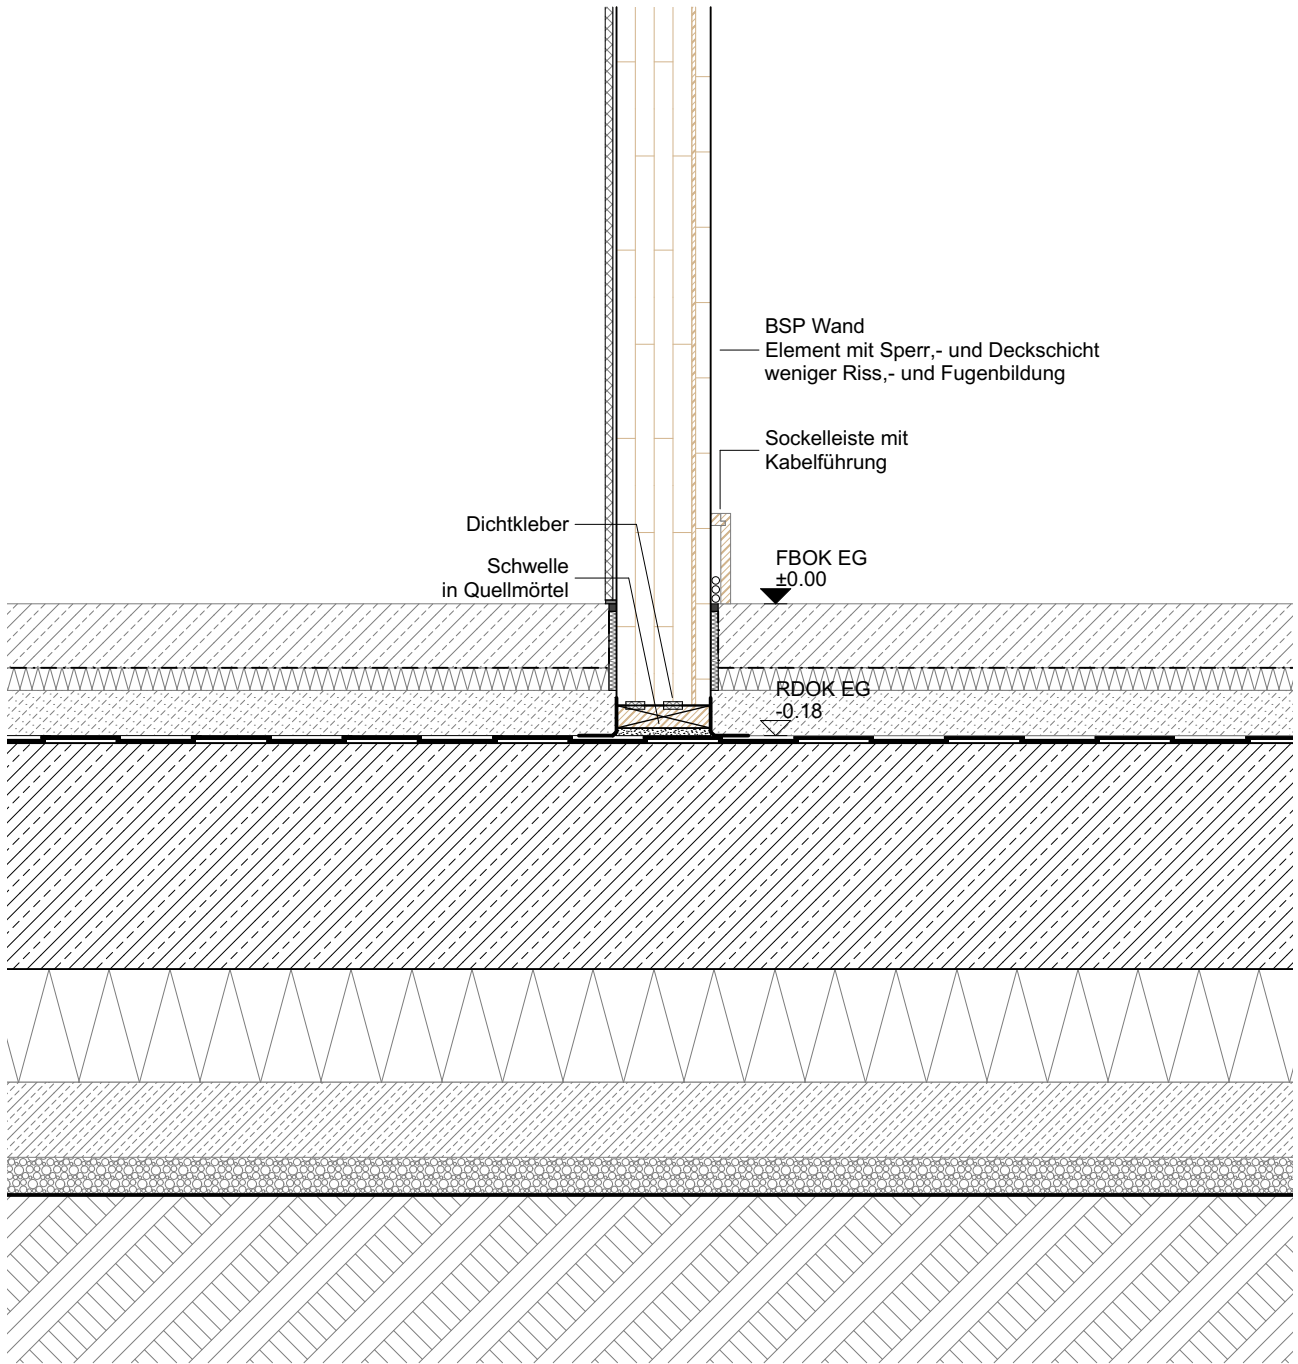 BSP Wand
Element mit Sperr,- und Deckschicht
weniger Riss,- und Fugenbildung
Sockelleiste mit
Kabelführung
Dichtkleber
Schwelle
in Quellmörtel
FBOK EG
±0.00
RDOK EG
-0.18